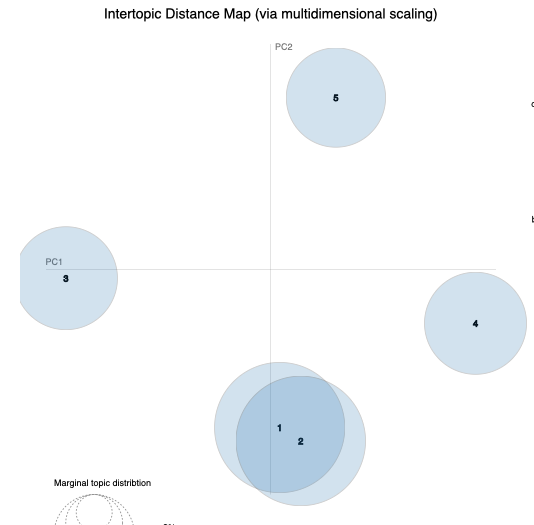 Intertopic Distance Map (via multidimensional scaling)
PC2
5
PC1
3
4
1
2
Marginal topic distribtion